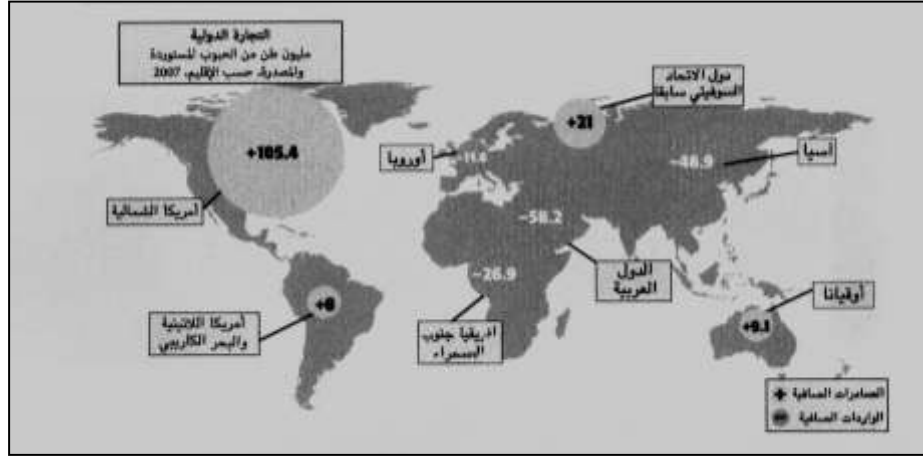 التجارة الدولية
مليون طن من الحبوب المستوردة
والمصدرة، حسب الإقليم، 2007
دول الاتحاد
السوفيتي سابقا
+21
+105.4
أوروبا
آسيا
أمريكا الشمالية
−58.2
−26.9
الدول
العربية
أوقيانا
+9.1
أمريكا اللاتينية
والبحر الكاريبي
افريقيا جنوب
الصحراء
الصادرات الصافية +
الواردات الصافية